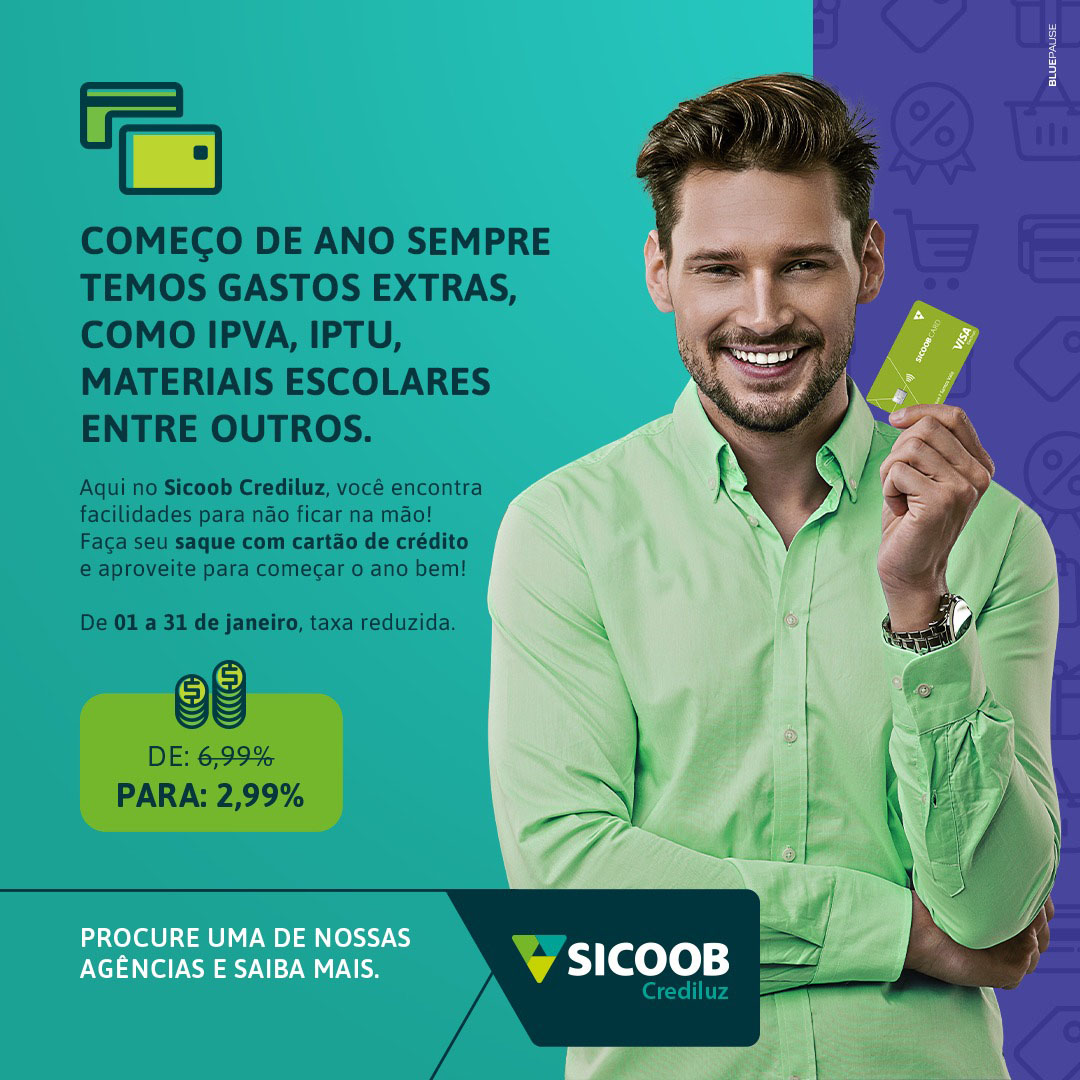 BLUEPAUSE
COMEÇO DE ANO SEMPRE
TEMOS GASTOS EXTRAS,
COMO IPVA, IPTU,
MATERIAIS ESCOLARES
ENTRE OUTROS.
Aqui no Sicoob Crediluz, você encontra
facilidades para não ficar na mão!
Faça seu saque com cartão de crédito
e aproveite para começar o ano bem!
De 01 a 31 de janeiro, taxa reduzida.
DE: 6,99%
PARA: 2,99%
SICOOB CARD
VISA
PROCURE UMA DE NOSSAS
AGÊNCIAS E SAIBA MAIS.
SICOOB
Crediluz